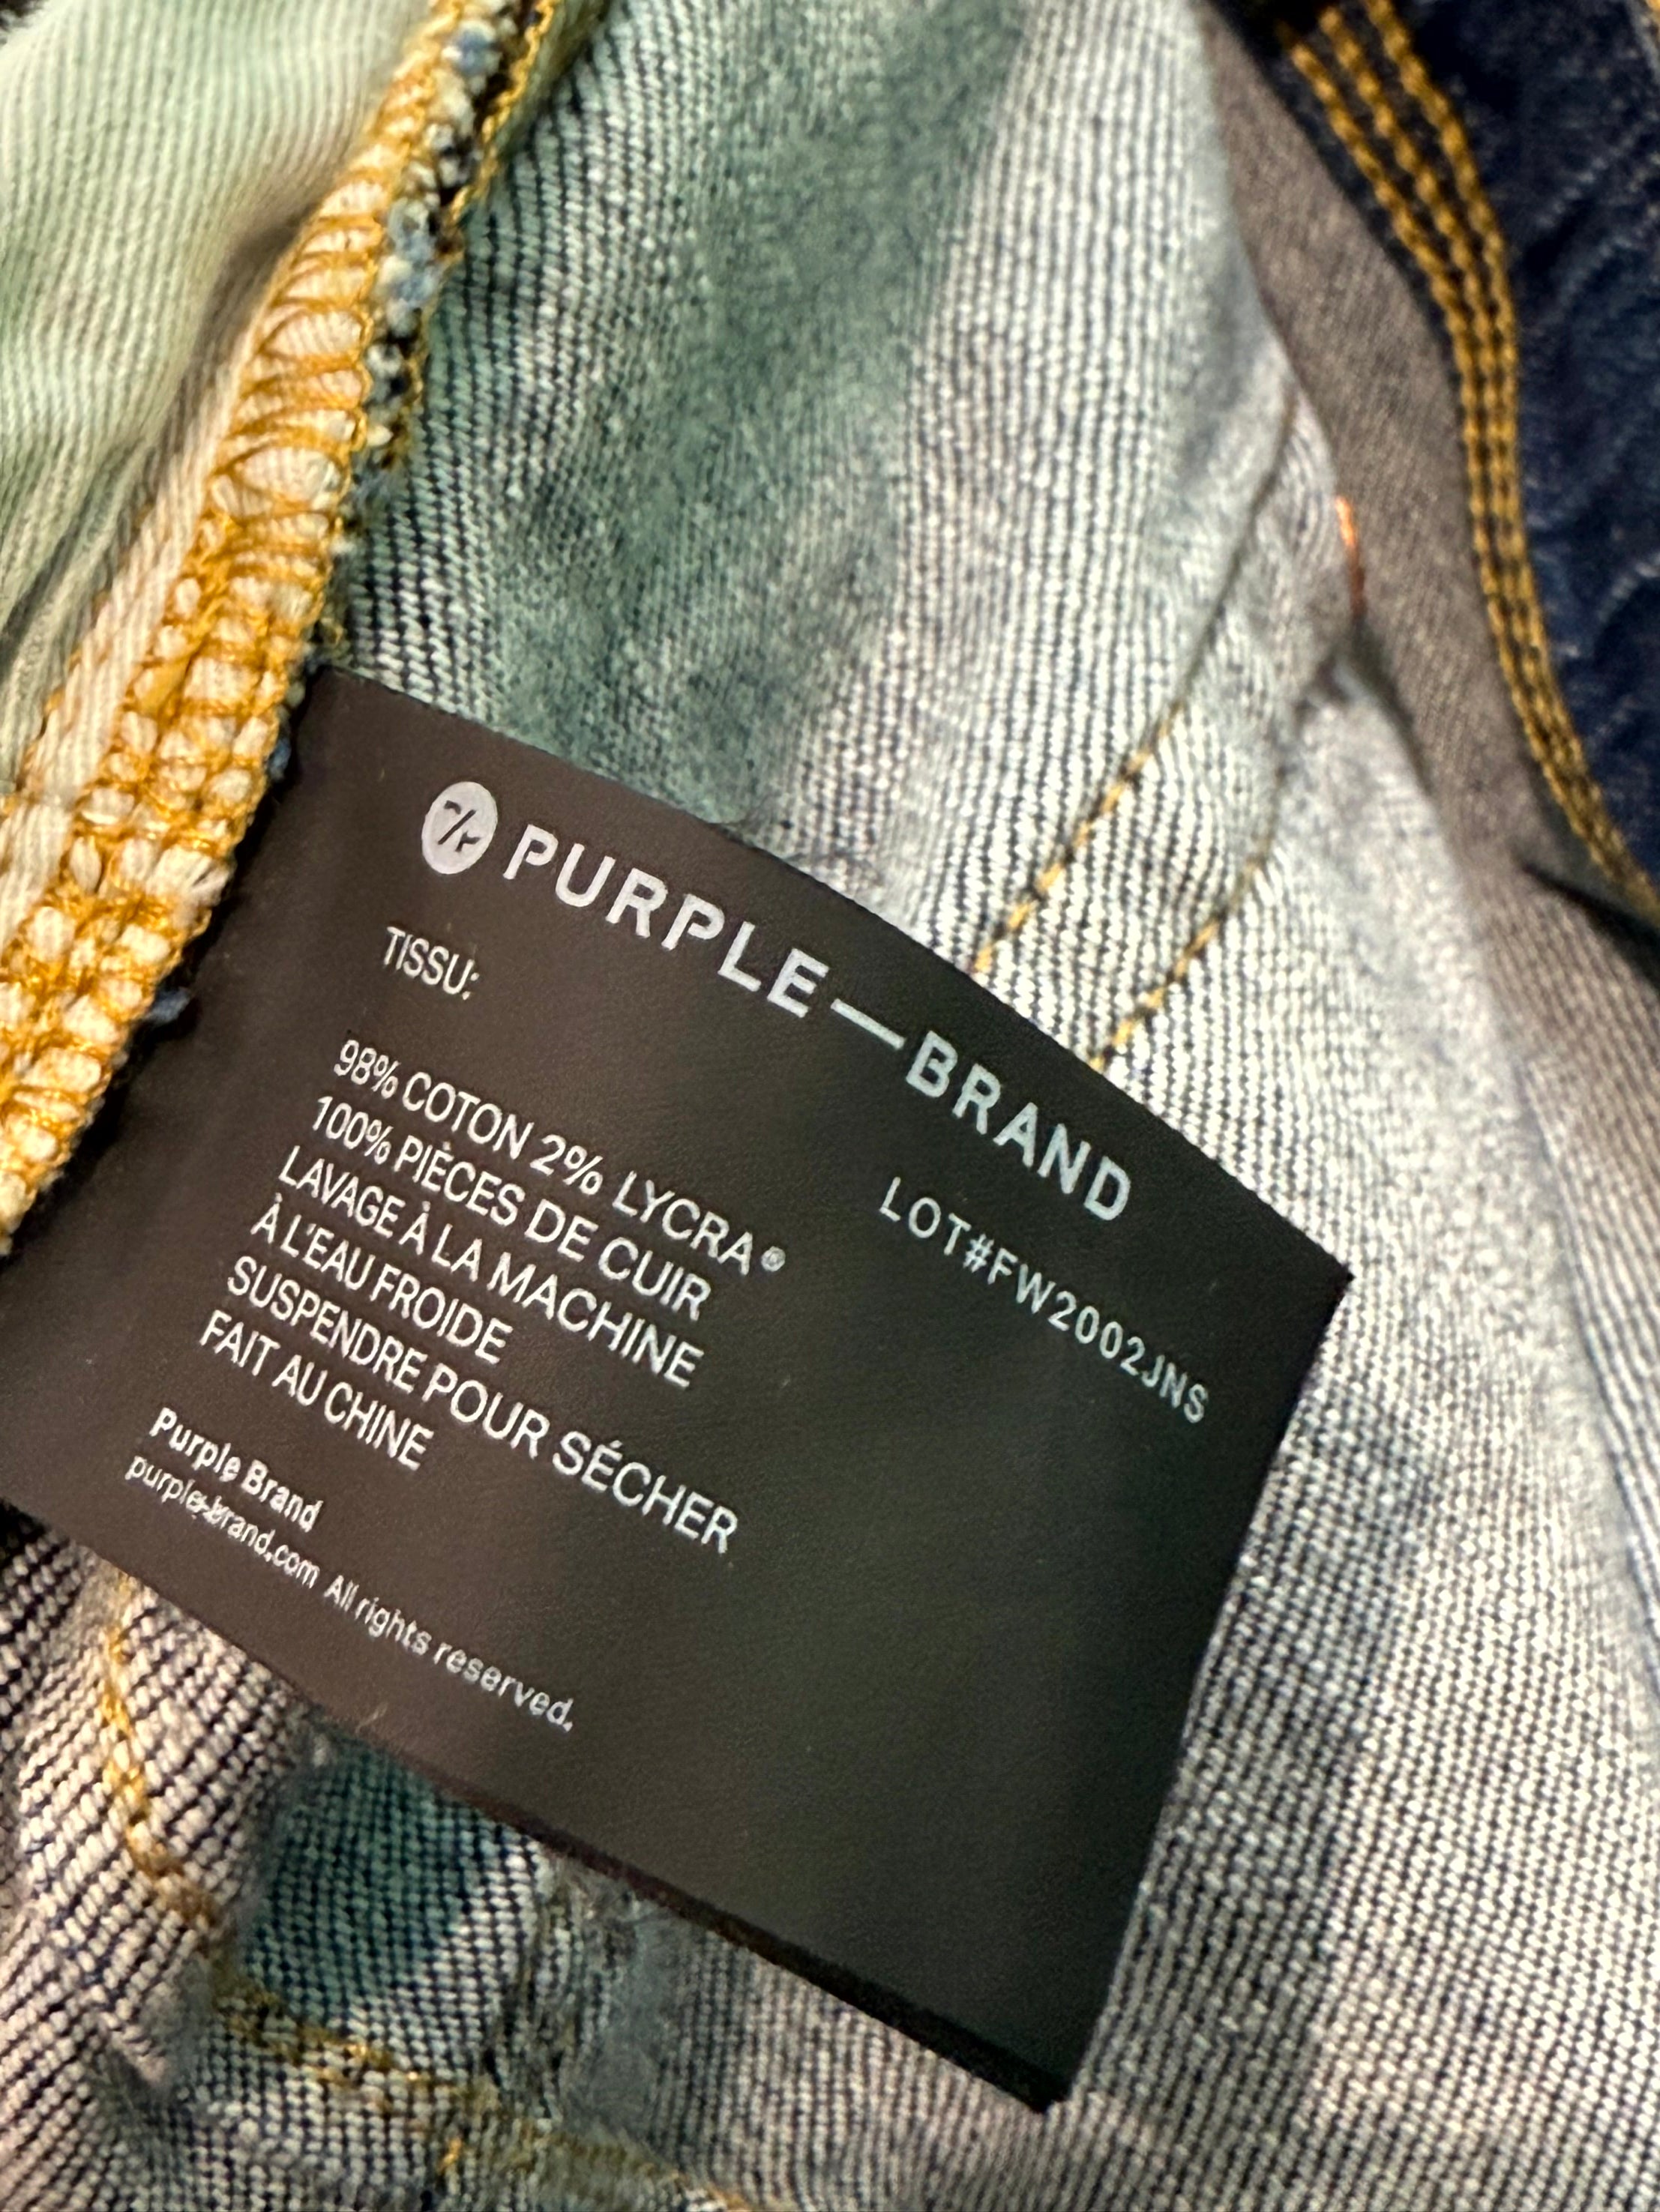 PURPLE—BRAND
TISSU:
LOT#FW2002JNS
98% COTON 2% LYCRA®
100% PIÈCES DE CUIR
LAVAGE À LA MACHINE
À L'EAU FROIDE
SUSPENDRE POUR SÉCHER
FAIT AU CHINE
Purple Brand
purple-brand.com All rights reserved.